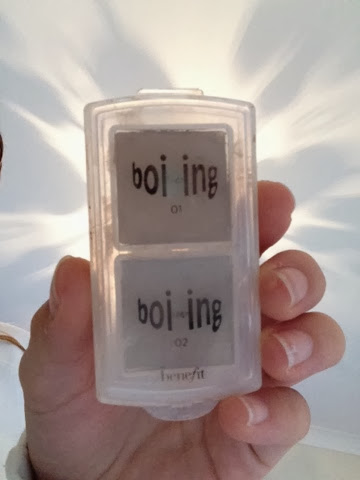 boi ing
01
boi ing
02
benefit